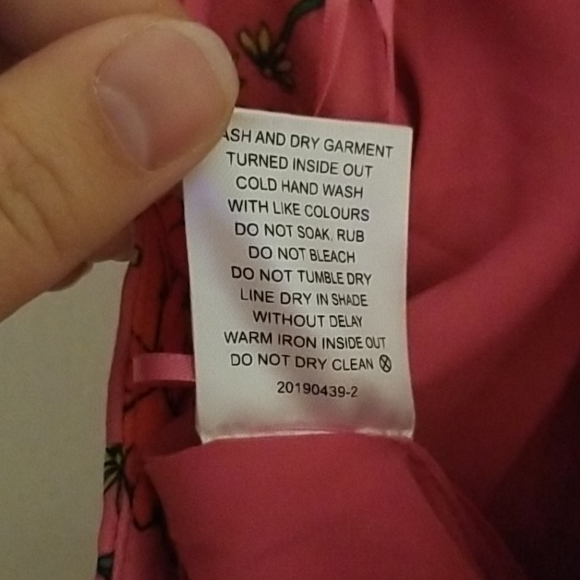 ASH AND DRY GARMENT
TURNED INSIDE OUT
COLD HAND WASH
WITH LIKE COLOURS
DO NOT SOAK, RUB
DO NOT BLEACH
DO NOT TUMBLE DRY
LINE DRY IN SHADE
WITHOUT DELAY
WARM IRON INSIDE OUT
DO NOT DRY CLEAN
20190439-2